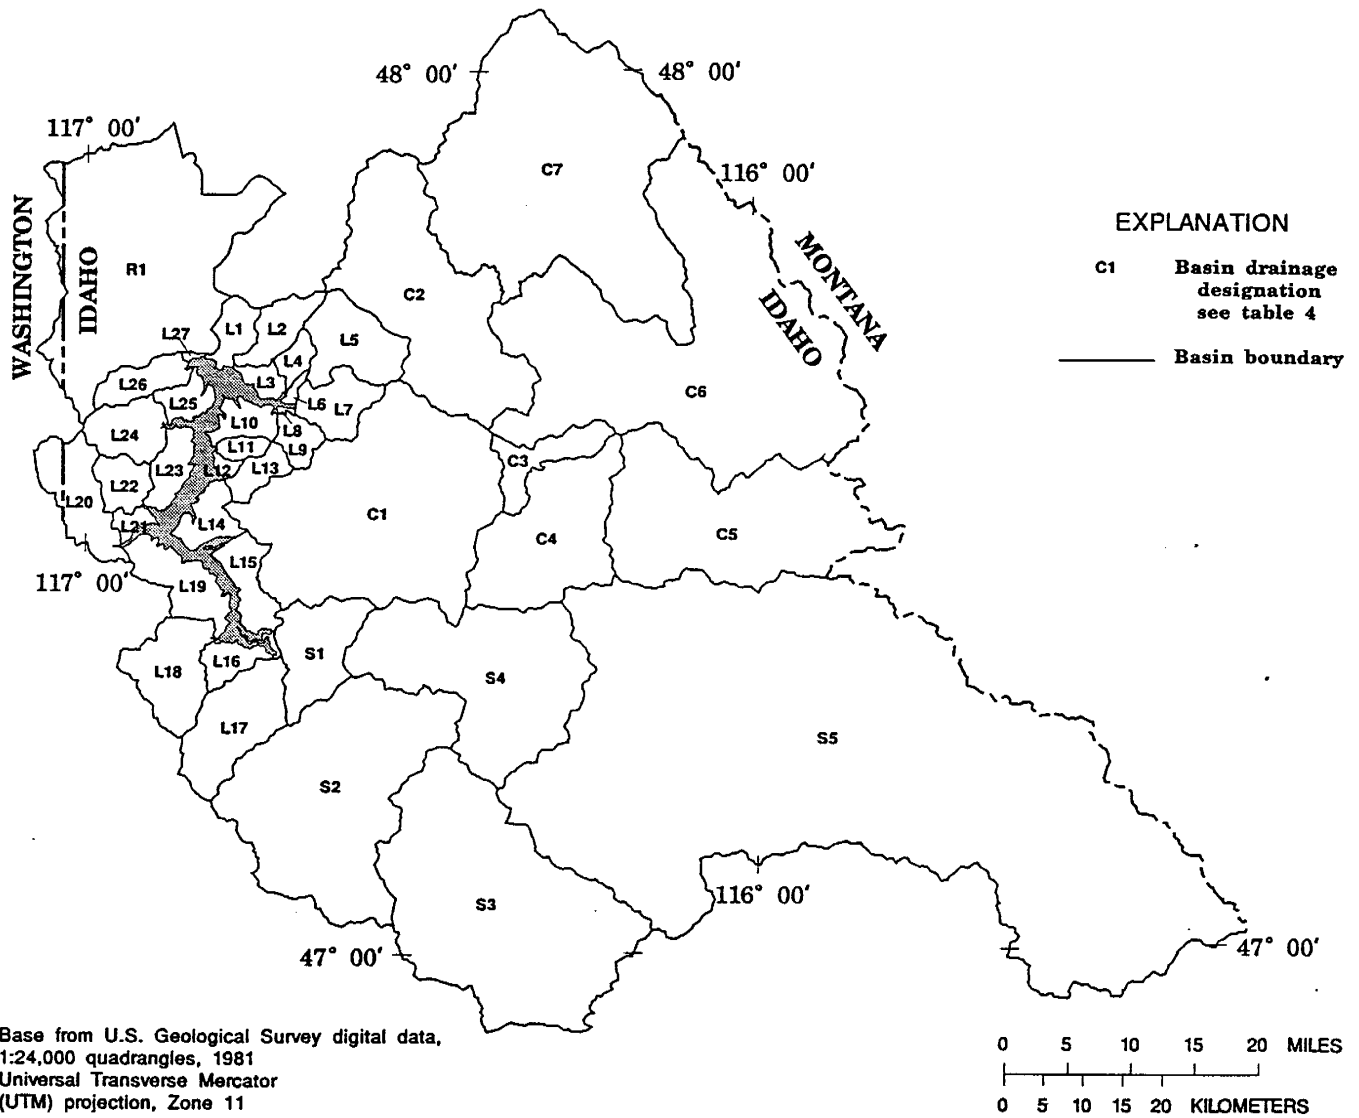 48° 00′
48° 00′
117° 00′
C7
116° 00′
WASHINGTON
IDAHO
R1
MONTANA
IDAHO
EXPLANATION
C1 Basin drainage
designation
see table 4
Basin boundary
C2
L27
L1
L2
L5
L4
L26
L3
C6
L25
L6
L7
L10
L8
L24
L11
L9
C3
L23
L12
L13
L22
L20
C1
L21
L14
C4
C5
L15
117° 00′
L19
S1
L16
L18
S4
L17
S5
S2
116° 00′
S3
47° 00′
47° 00′
Base from U.S. Geological Survey digital data,
1:24,000 quadrangles, 1981
Universal Transverse Mercator
(UTM) projection, Zone 11
0 5 10 15 20 MILES
0 5 10 15 20 KILOMETERS